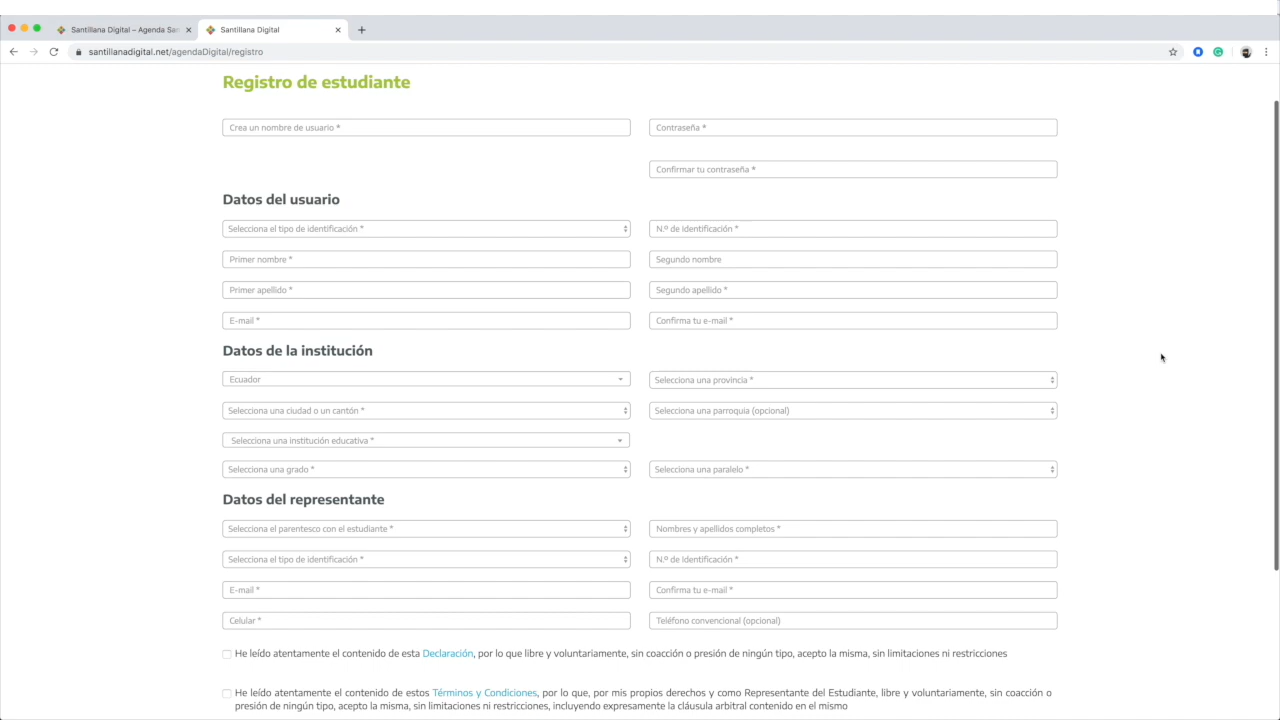 Santillana Digital – Agenda San
Santillana Digital
santillanadigital.net/agendaDigital/registro
Registro de estudiante
Crea un nombre de usuario *
Contraseña *
Confirmar tu contraseña *
Datos del usuario
Selecciona el tipo de identificación *
N.º de identificación *
Primer nombre *
Segundo nombre
Primer apellido *
Segundo apellido *
E-mail *
Confirma tu e-mail *
Datos de la institución
Ecuador
Selecciona una provincia *
Selecciona una ciudad o un cantón *
Selecciona una parroquia (opcional)
Selecciona una institución educativa *
Selecciona una grado *
Selecciona una paralelo *
Datos del representante
Selecciona el parentesco con el estudiante *
Nombres y apellidos completos *
Selecciona el tipo de identificación *
N.º de identificación *
E-mail *
Confirma tu e-mail *
Celular *
Teléfono convencional (opcional)
He leído atentamente el contenido de esta Declaración, por lo que libre y voluntariamente, sin coacción o presión de ningún tipo, acepto la misma, sin limitaciones ni restricciones
He leído atentamente el contenido de estos Términos y Condiciones, por lo que, por mis propios derechos y como Representante del Estudiante, libre y voluntariamente, sin coacción o
presión de ningún tipo, acepto la misma, sin limitaciones ni restricciones, incluyendo expresamente la cláusula arbitral contenido en el mismo